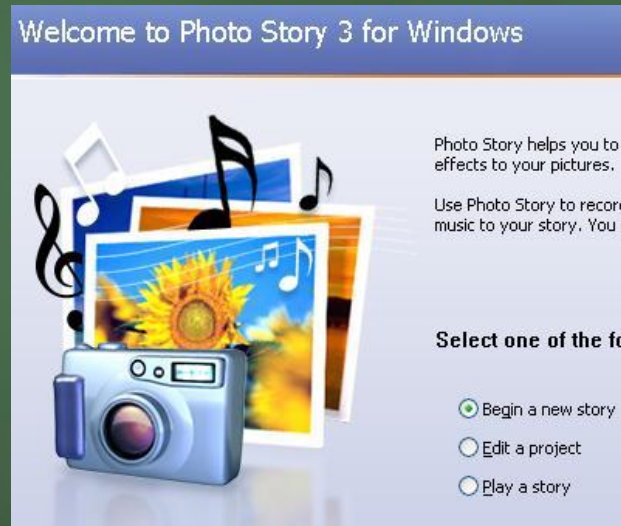 Welcome to Photo Story 3 for Windows
Photo Story helps you to
effects to your pictures.
Use Photo Story to record
music to your story. You
Select one of the fo
Begin a new story
Edit a project
Play a story